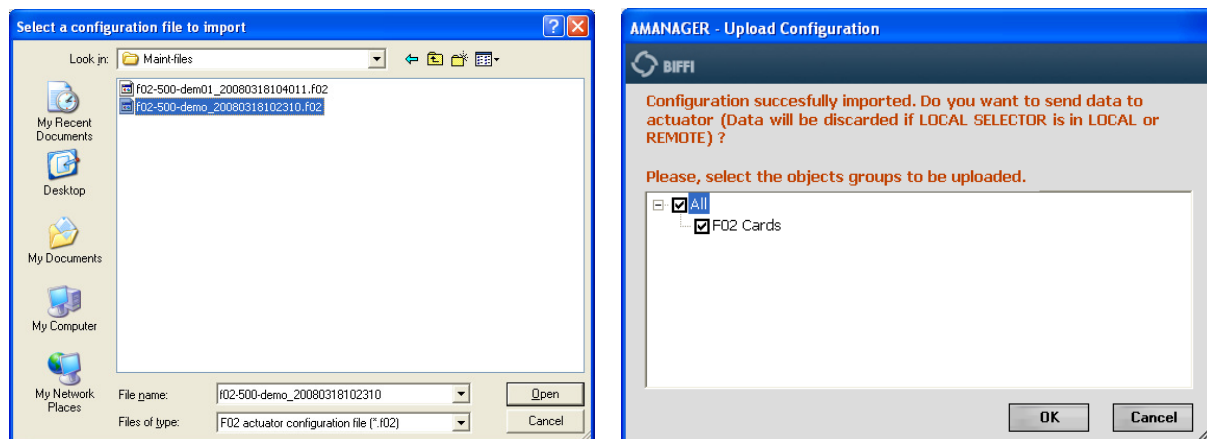 Select a configuration file to import
Look in:
Maint-files
f02-500-dem01_20080318104011.f02
f02-500-demo_20080318102310.f02
My Recent
Documents
Desktop
My Documents
My Computer
My Network
Places
File name:
f02-500-demo_20080318102310
Open
Files of type:
F02 actuator configuration file (*.f02)
Cancel
AMANAGER - Upload Configuration
BIFFI
Configuration succesfully imported. Do you want to send data to
actuator (Data will be discarded if LOCAL SELECTOR is in LOCAL or
REMOTE) ?
Please, select the objects groups to be uploaded.
All
F02 Cards
OK
Cancel